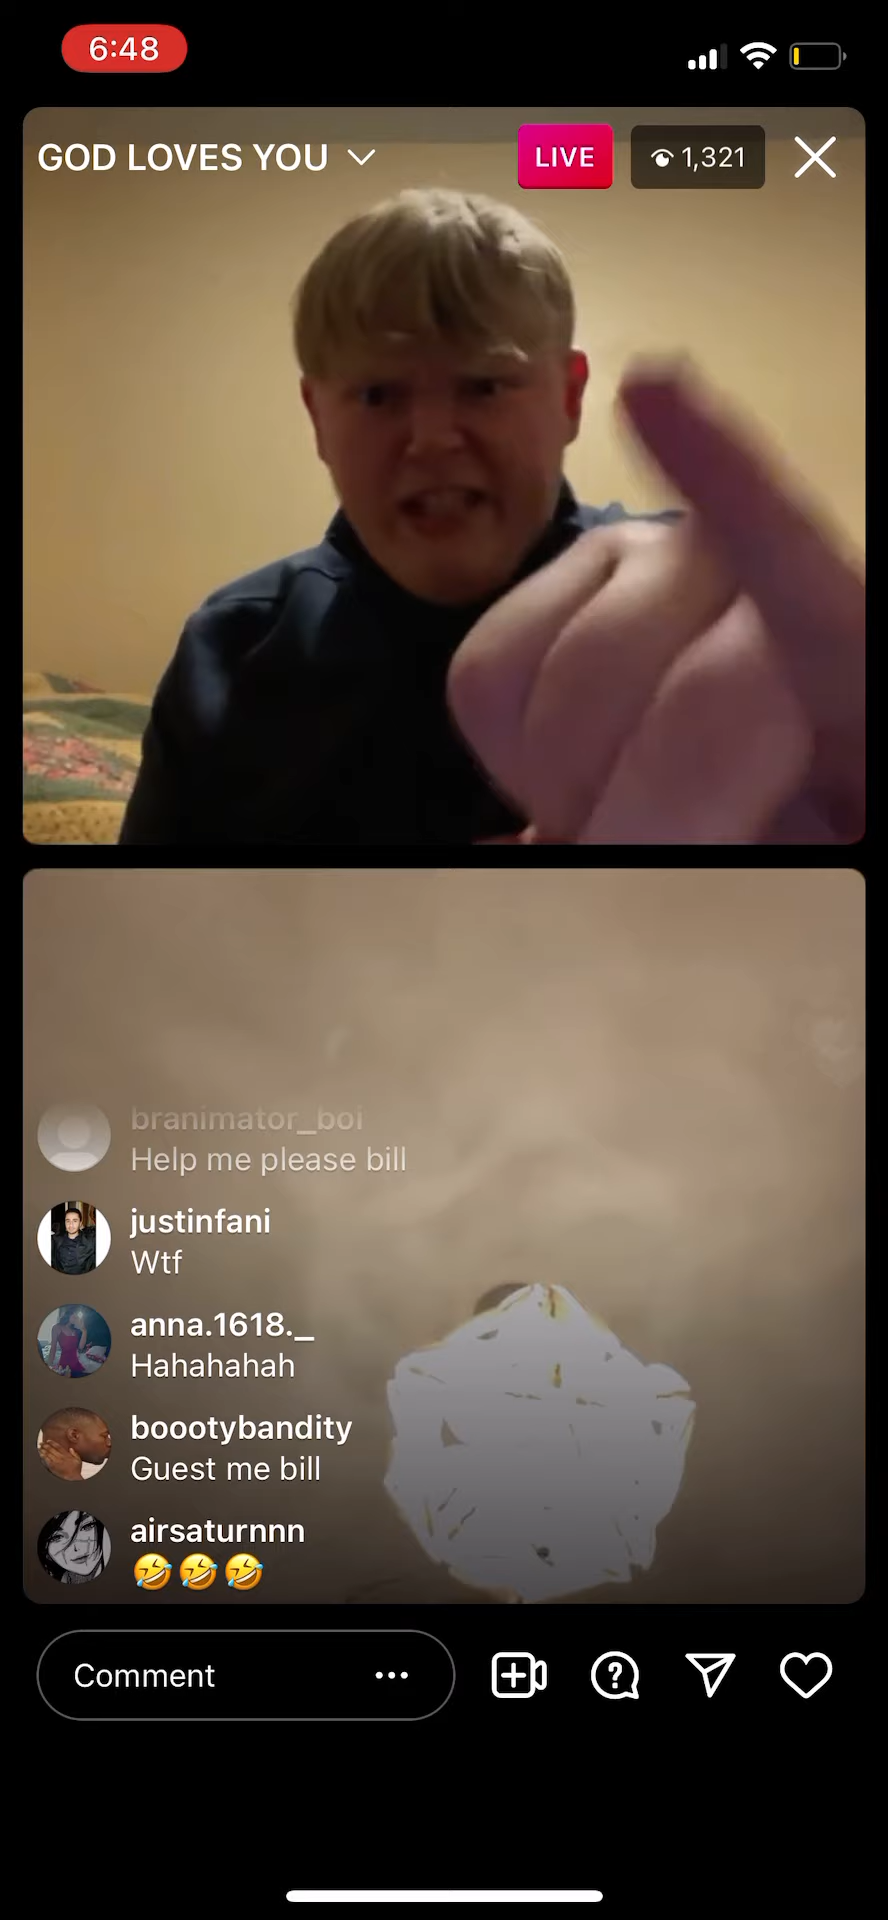 6:48
GOD LOVES YOU
LIVE
1,321
branimator_boi
Help me please bill
justinfani
Wtf
anna.1618._
Hahahahah
boootybandity
Guest me bill
airsaturnnn
🤣🤣🤣
Comment